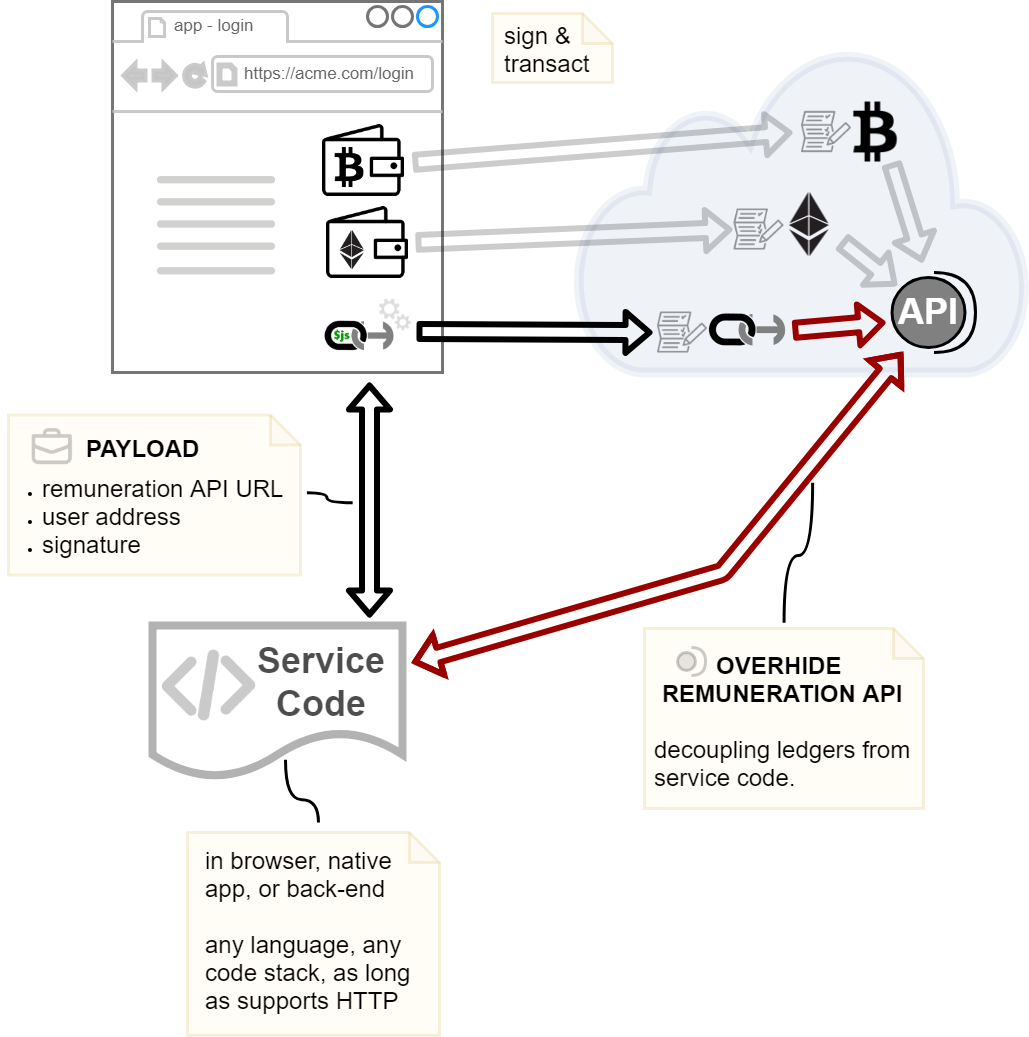 app - login
https://acme.com/login
sign &
transact
$js
API
PAYLOAD
• remuneration API URL
• user address
• signature
</> Service
Code
OVERHIDE
REMUNERATION API
decoupling ledgers from
service code.
in browser, native
app, or back-end
any language, any
code stack, as long
as supports HTTP